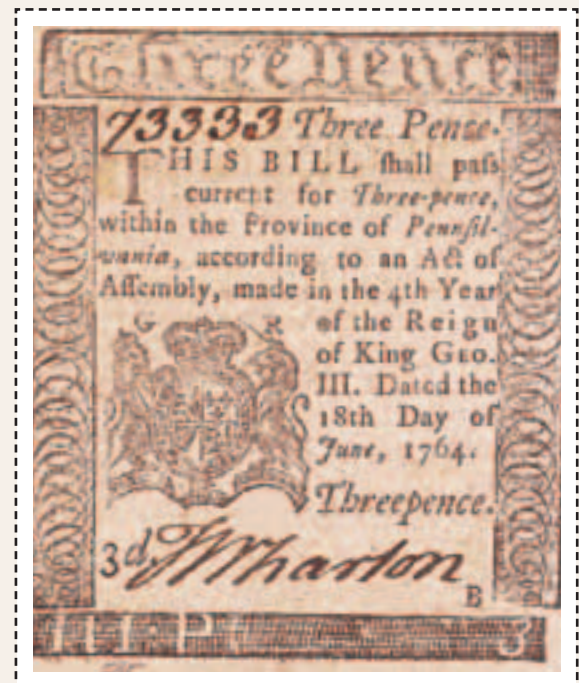 Three Pence.
73333 Three Pence.
THIS BILL ſhall paſs
current for Three-pence,
within the Province of Pennſil-
vania, according to an Act of
Aſſembly, made in the 4th Year
G R of the Reign
of King GEO.
III. Dated the
18th Day of
June, 1764.
Threepence.
3d. Wharton
B
III. P 3